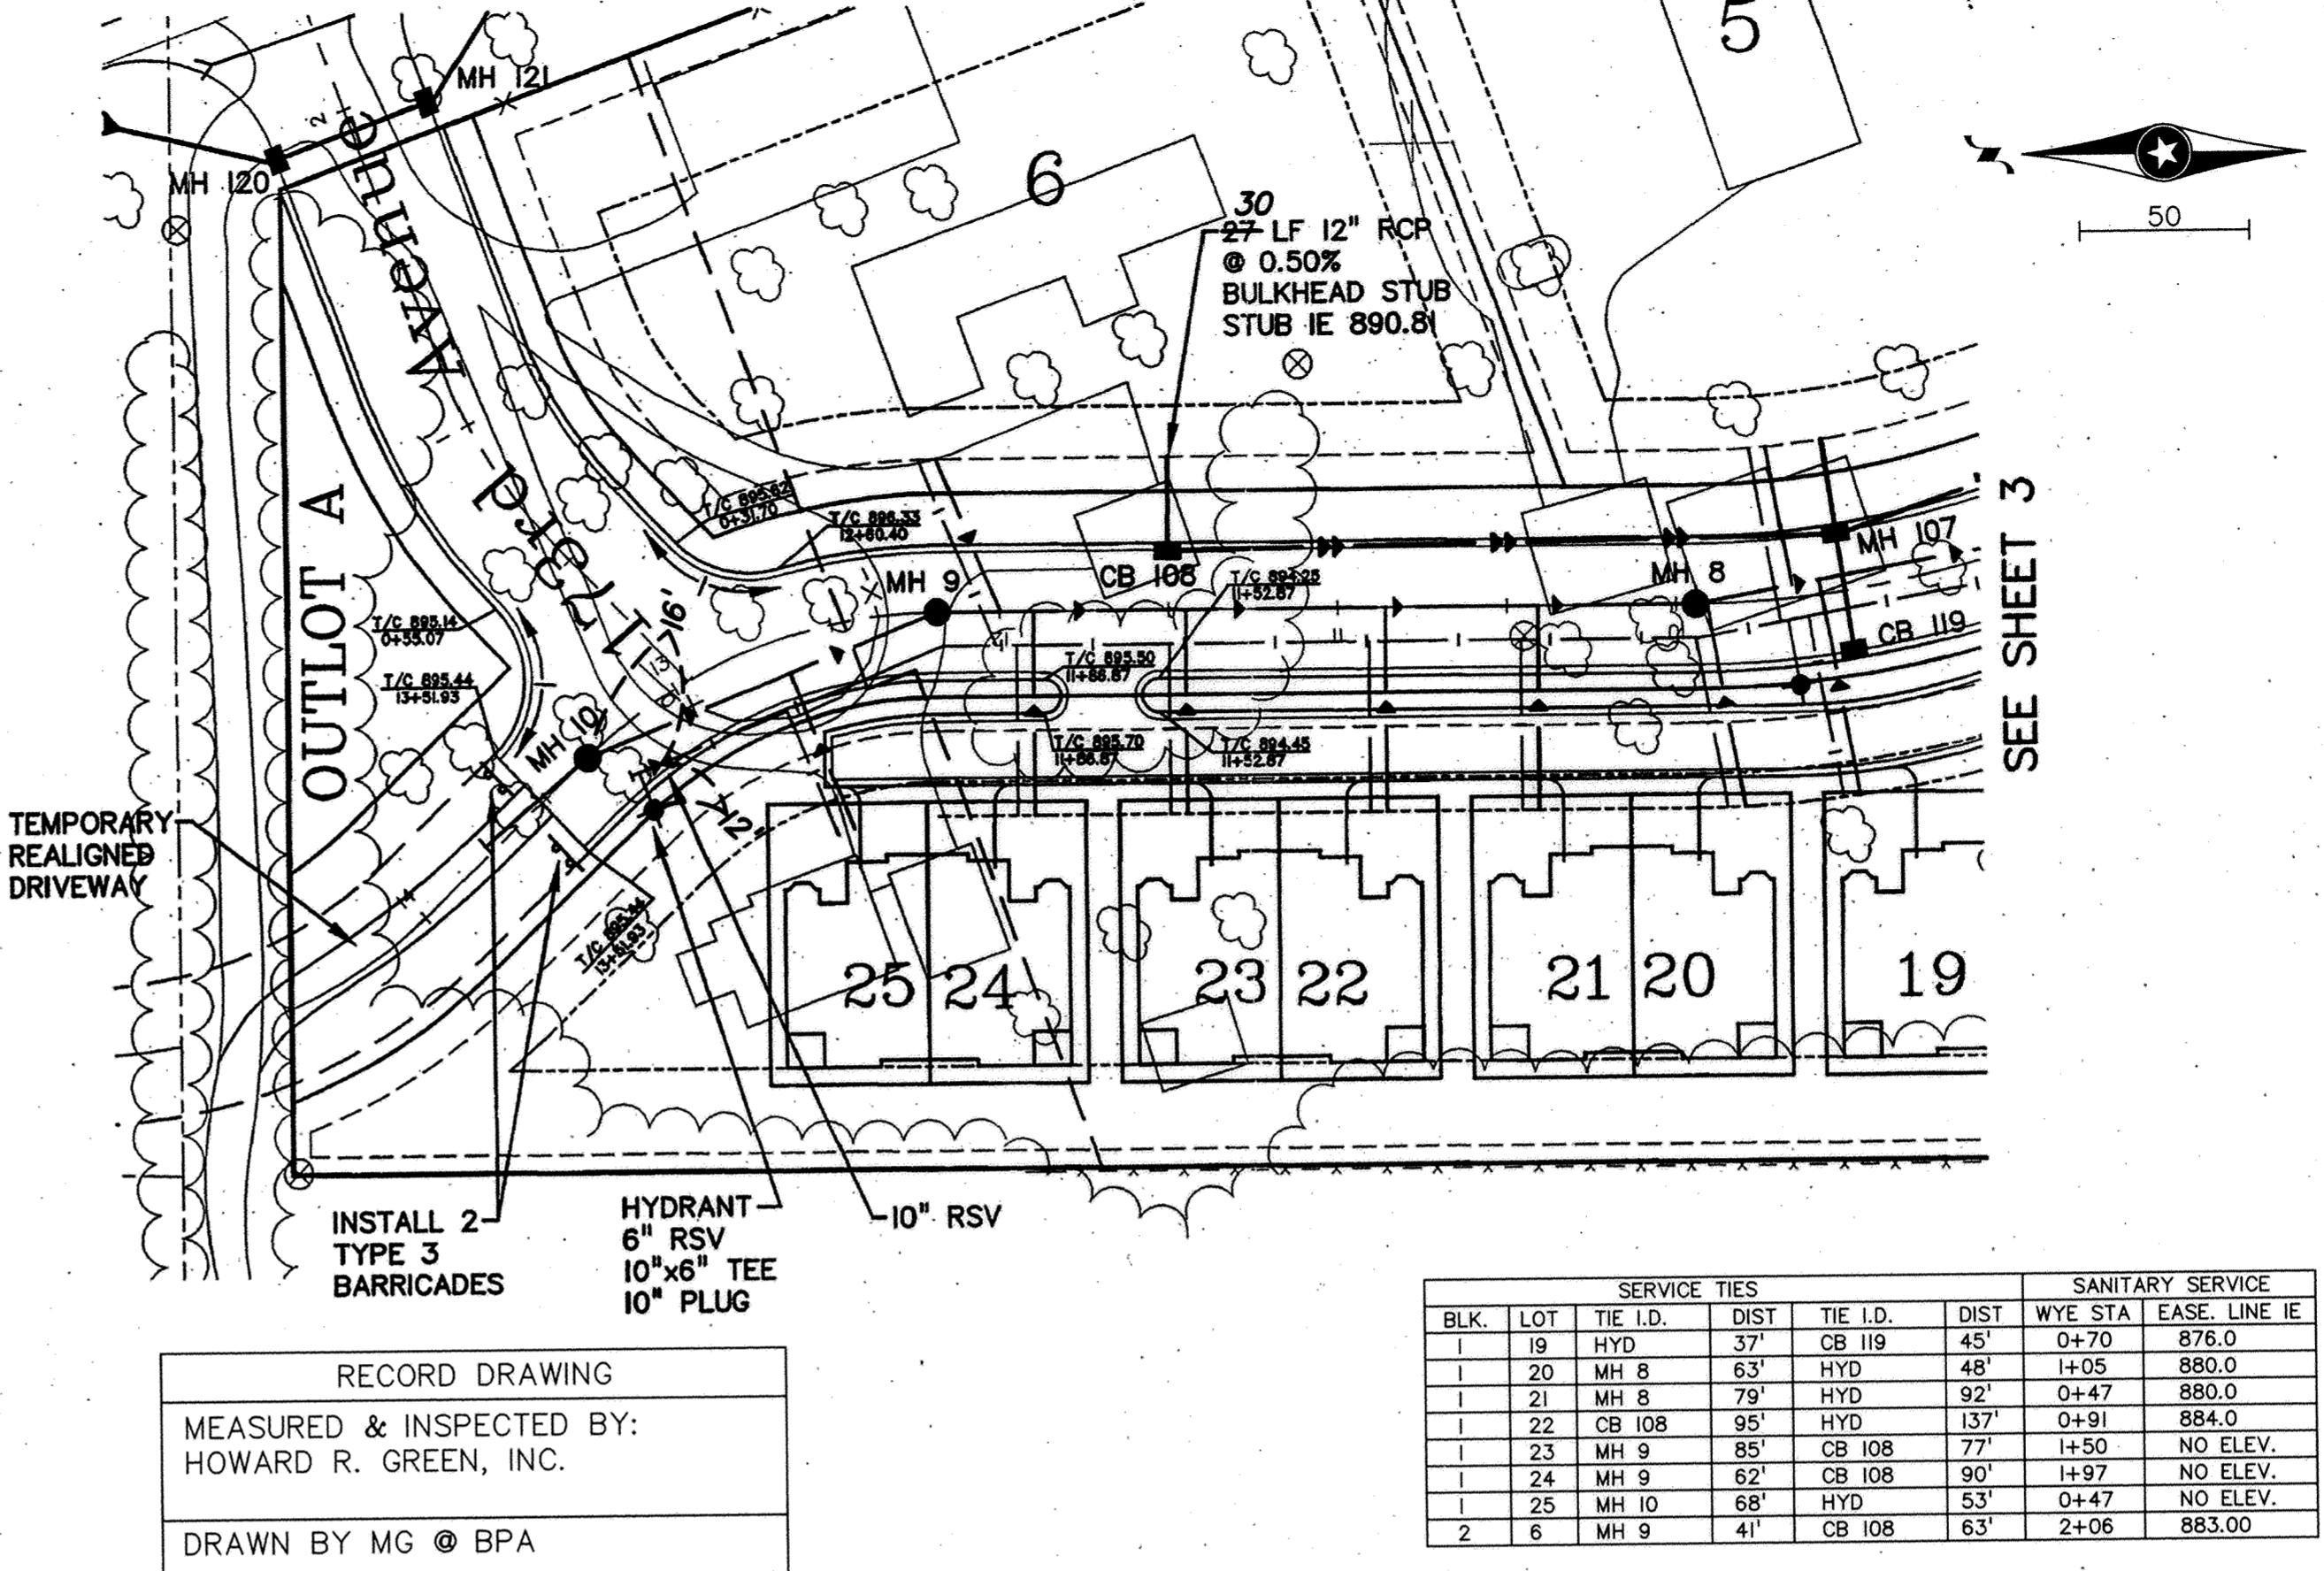 5
MH 121
MH 120
Avenue
6
50
30
27 LF 12" RCP
@ 0.50%
BULKHEAD STUB
STUB IE 890.81
OUTLOT A
T/C 895.62
0+31.70
T/C 896.33
12+60.40
16'
MH 9
CB 108
T/C 894.25
1+52.87
MH 8
MH 107
CB 119
SEE SHEET 3
T/C 895.14
0+55.07
T/C 895.44
13+51.93
13
T/C 895.50
11+86.87
T/C 895.70
11+86.87
T/C 894.45
11+52.87
MH 10
72'
TEMPORARY
REALIGNED
DRIVEWAY
14
T/C 895.44
13+51.93
25
24
23
22
21
20
19
INSTALL 2
TYPE 3
BARRICADES
HYDRANT
6" RSV
10"x6" TEE
10" PLUG
10" RSV
SERVICE TIES SANITARY SERVICE
BLK. LOT TIE I.D. DIST TIE I.D. DIST WYE STA EASE. LINE IE
1 19 HYD 37' CB 119 45' 0+70 876.0
1 20 MH 8 63' HYD 48' 1+05 880.0
1 21 MH 8 79' HYD 92' 0+47 880.0
1 22 CB 108 95' HYD 137' 0+91 884.0
1 23 MH 9 85' CB 108 77' 1+50 NO ELEV.
1 24 MH 9 62' CB 108 90' 1+97 NO ELEV.
1 25 MH 10 68' HYD 53' 0+47 NO ELEV.
2 6 MH 9 41' CB 108 63' 2+06 883.00
RECORD DRAWING
MEASURED & INSPECTED BY:
HOWARD R. GREEN, INC.
DRAWN BY MG @ BPA